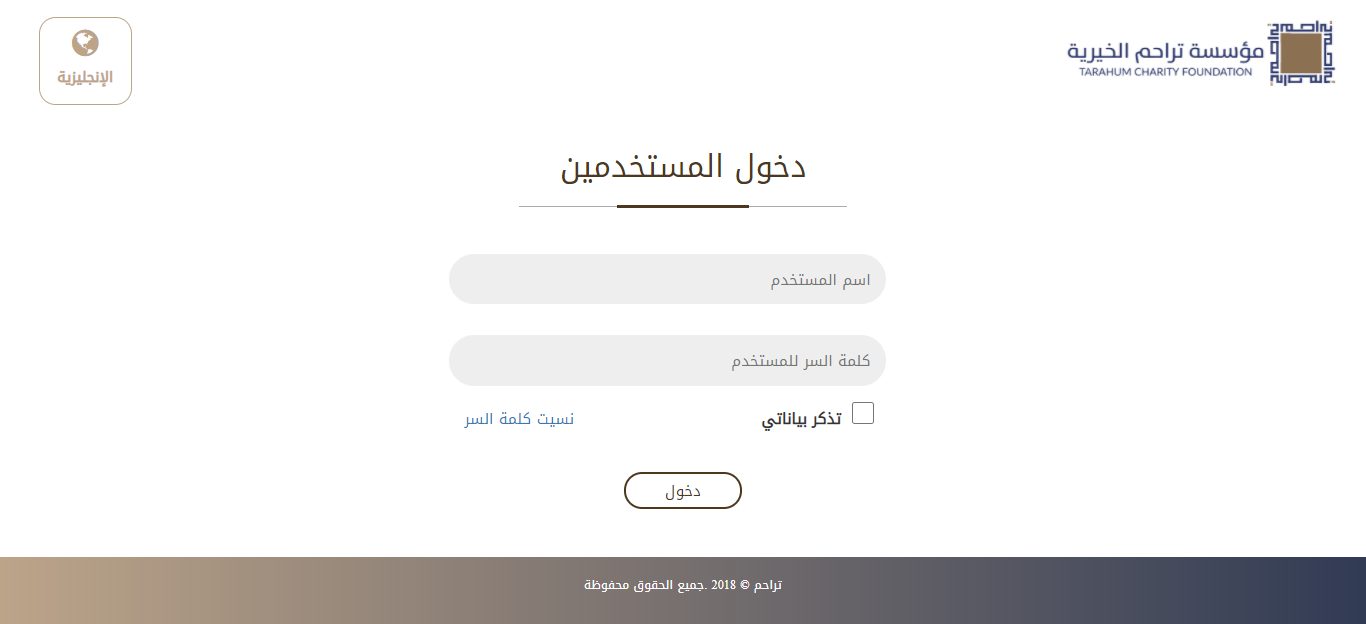 مؤسسة تراحم الخيرية
TARAHUM CHARITY FOUNDATION
الإنجليزية
دخول المستخدمين
اسم المستخدم
كلمة السر للمستخدم
تذكر بياناتي
نسيت كلمة السر
دخول
تراحم © 2018 .جميع الحقوق محفوظة